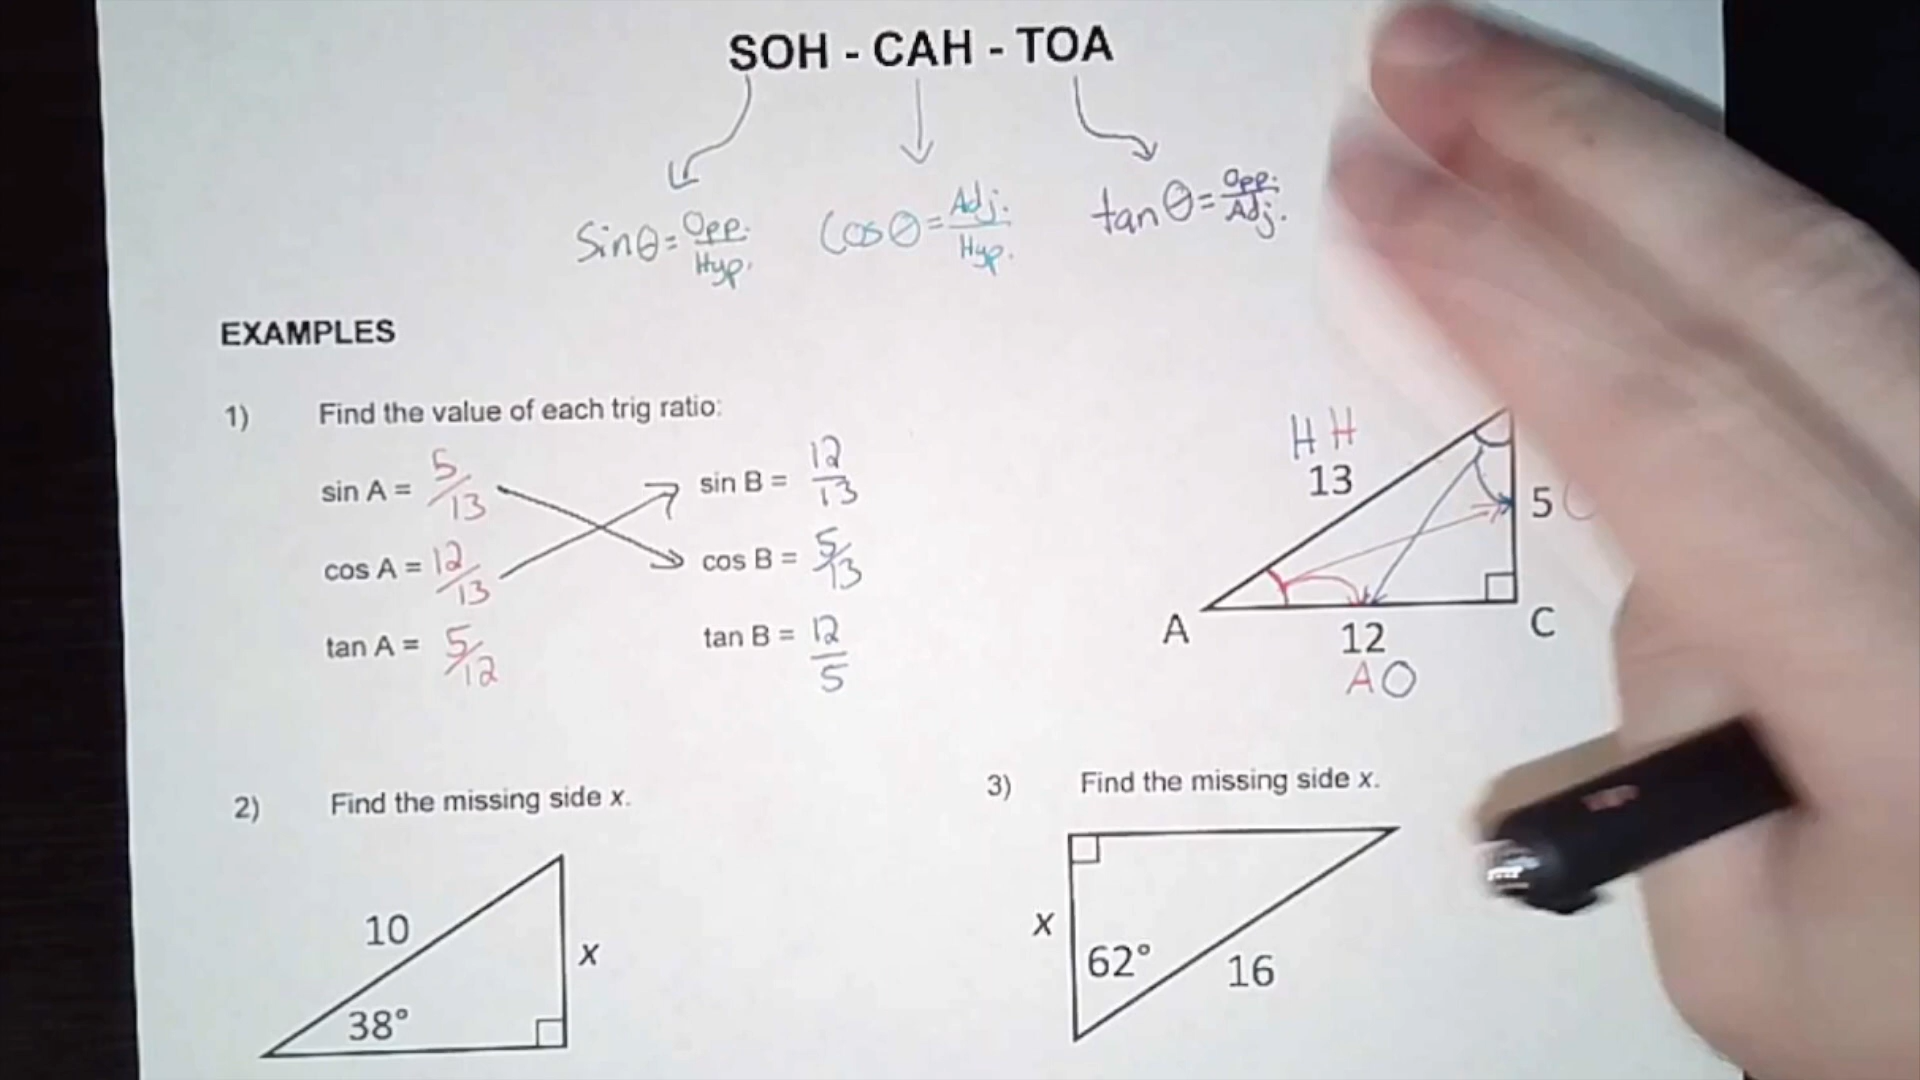 SOH - CAH - TOA
Sinθ = Opp. / Hyp.
Cosθ = Adj. / Hyp.
tanθ = Opp. / Adj.
EXAMPLES
1) Find the value of each trig ratio:
sin A = 5/13
sin B = 12/13
cos A = 12/13
cos B = 5/13
tan A = 5/12
tan B = 12/5
H H
13
5
A
12
C
A O
2) Find the missing side x.
10
x
38°
3) Find the missing side x.
x
62°
16